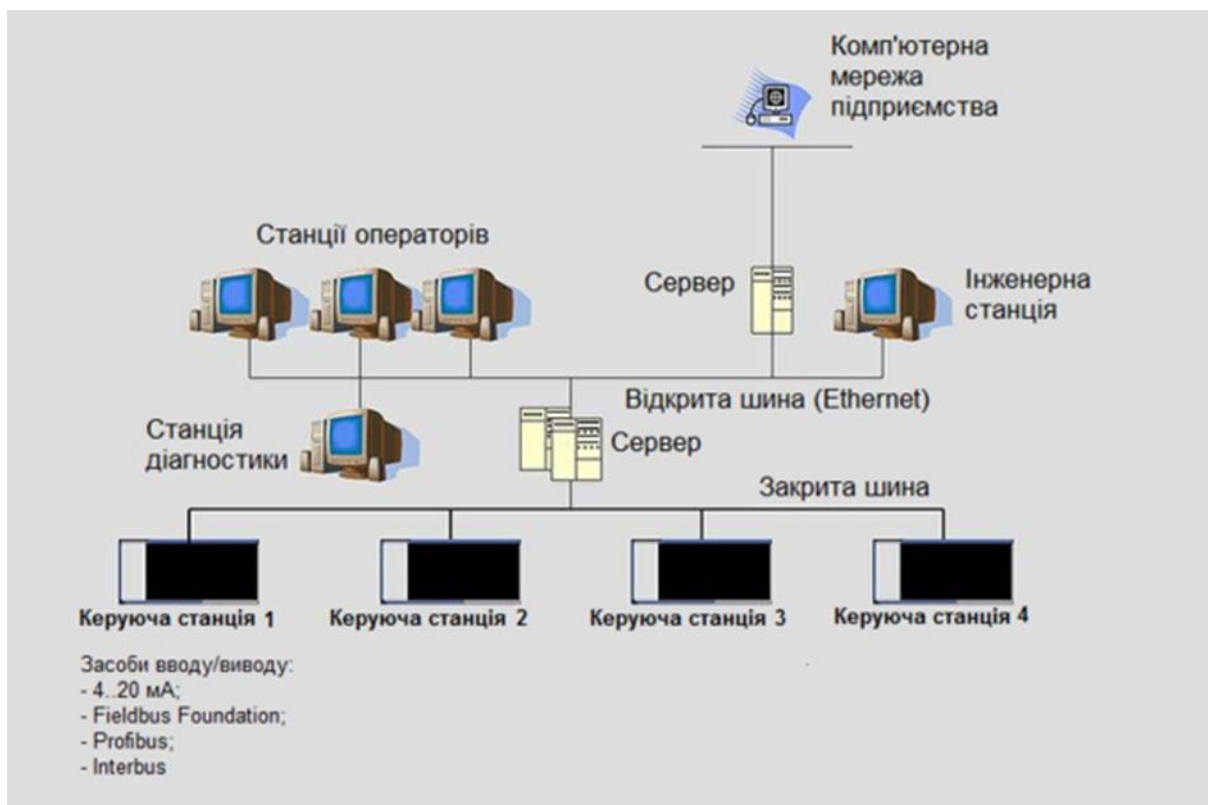 Комп'ютерна
мережа
підприємства
Станції операторів
Сервер
Інженерна
станція
Відкрита шина (Ethernet)
Станція
діагностики
Сервер
Закрита шина
Керуюча станція 1
Керуюча станція 2
Керуюча станція 3
Керуюча станція 4
Засоби вводу/виводу:
- 4..20 мА;
- Fieldbus Foundation;
- Profibus;
- Interbus